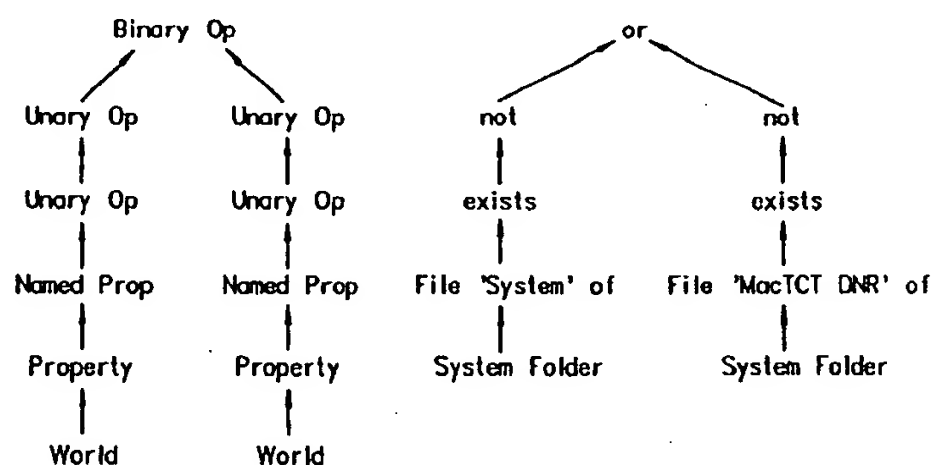 Binary Op or
Unary Op Unary Op not not
Unary Op Unary Op exists exists
Named Prop Named Prop File 'System' of File 'MacTCT DNR' of
Property Property System Folder System Folder
World World